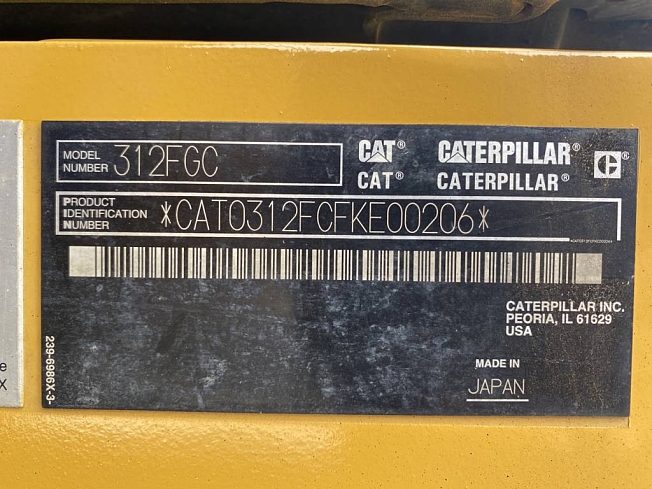 MODEL
NUMBER 312FGC
CAT® CATERPILLAR®
CAT® CATERPILLAR®
PRODUCT
IDENTIFICATION
NUMBER
*CAT0312FCFKE00206*
*CAT0312FCFKE00206*
CATERPILLAR INC.
PEORIA, IL 61629
USA
MADE IN
JAPAN
239-6986X-3-
e
X